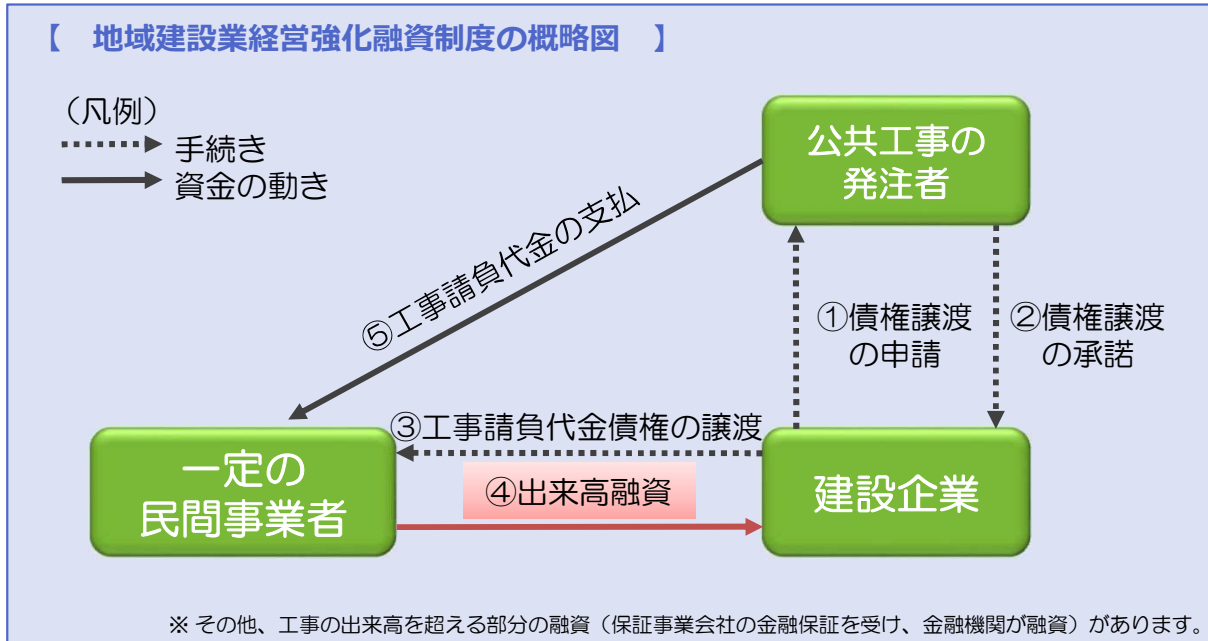 【　地域建設業経営強化融資制度の概略図　】
（凡例）
手続き
資金の動き
公共工事の
発注者
⑤工事請負代金の支払
①債権譲渡
の申請
②債権譲渡
の承諾
③工事請負代金債権の譲渡
一定の
民間事業者
④出来高融資
建設企業
※ その他、工事の出来高を超える部分の融資（保証事業会社の金融保証を受け、金融機関が融資）があります。